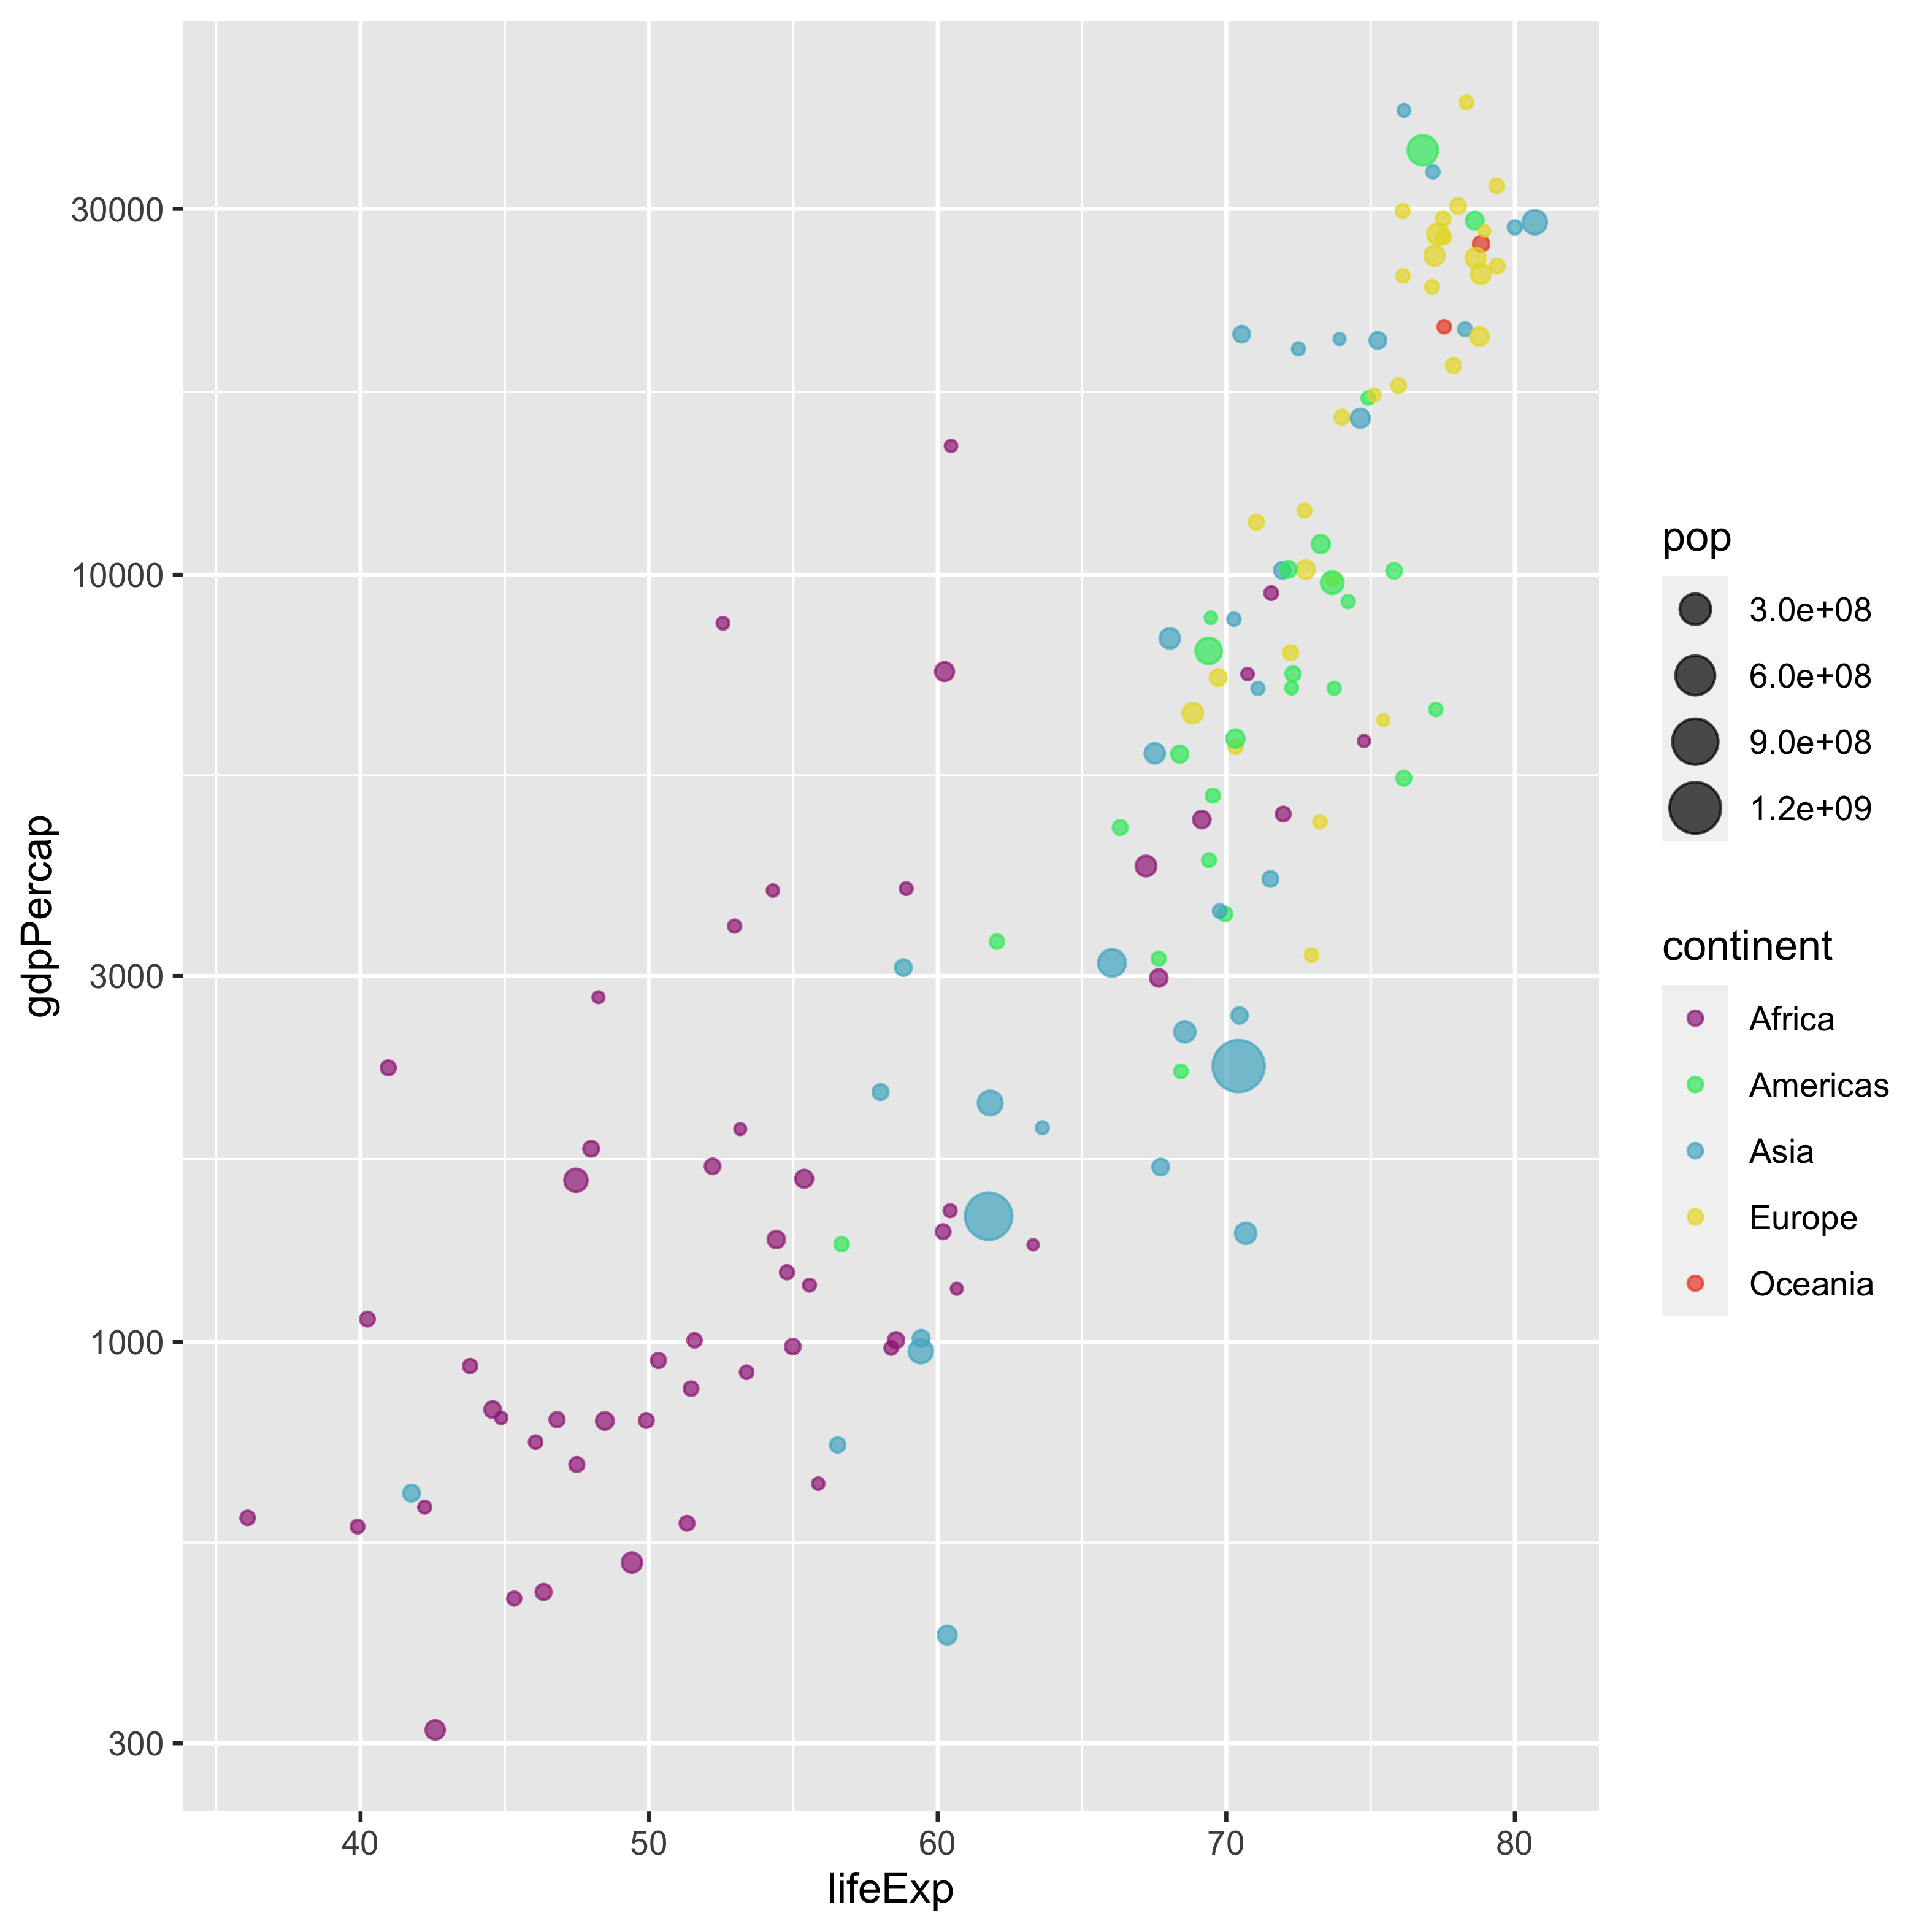 30000
10000
3000
1000
300
gdpPercap
40 50 60 70 80
lifeExp
pop
3.0e+08
6.0e+08
9.0e+08
1.2e+09
continent
Africa
Americas
Asia
Europe
Oceania